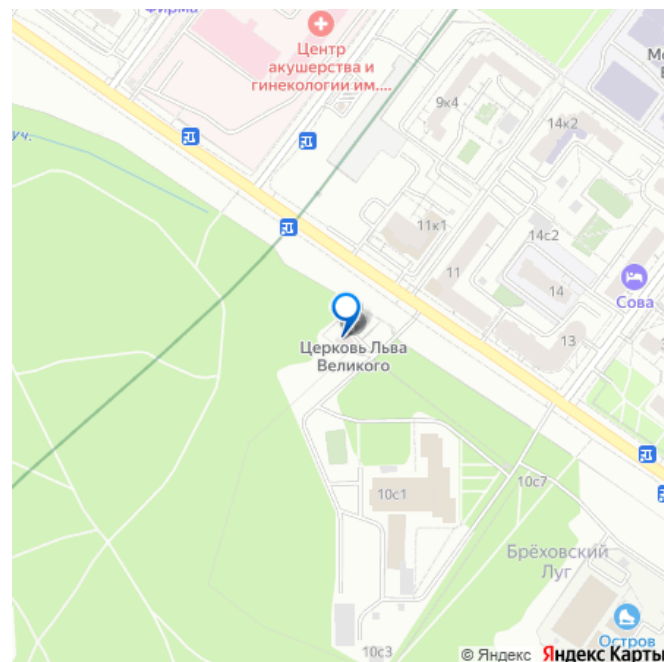 Фирма
Центр
акушерства и
гинекологии им....
9к4
14к2
уч.
11к1
14с2
11
14
Сова
13
Церковь Льва
Великого
10с1
10с7
Брёховский
Луг
Остров
10с3
© Яндекс Яндекс Карты